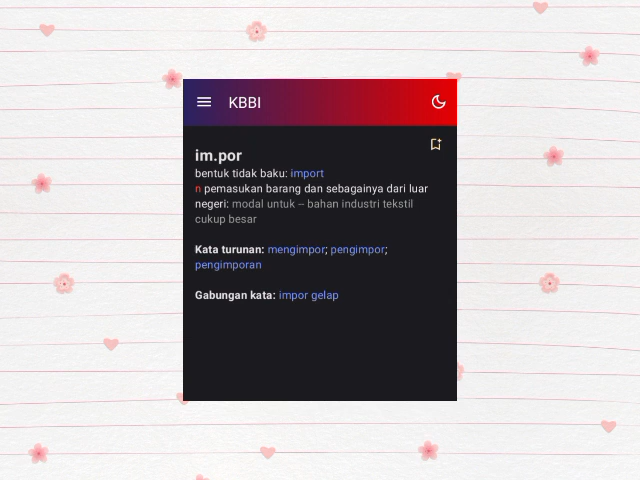 KBBI
im.por
bentuk tidak baku: import
n pemasukan barang dan sebagainya dari luar
negeri: modal untuk -- bahan industri tekstil
cukup besar
Kata turunan: mengimpor; pengimpor;
pengimporan
Gabungan kata: impor gelap